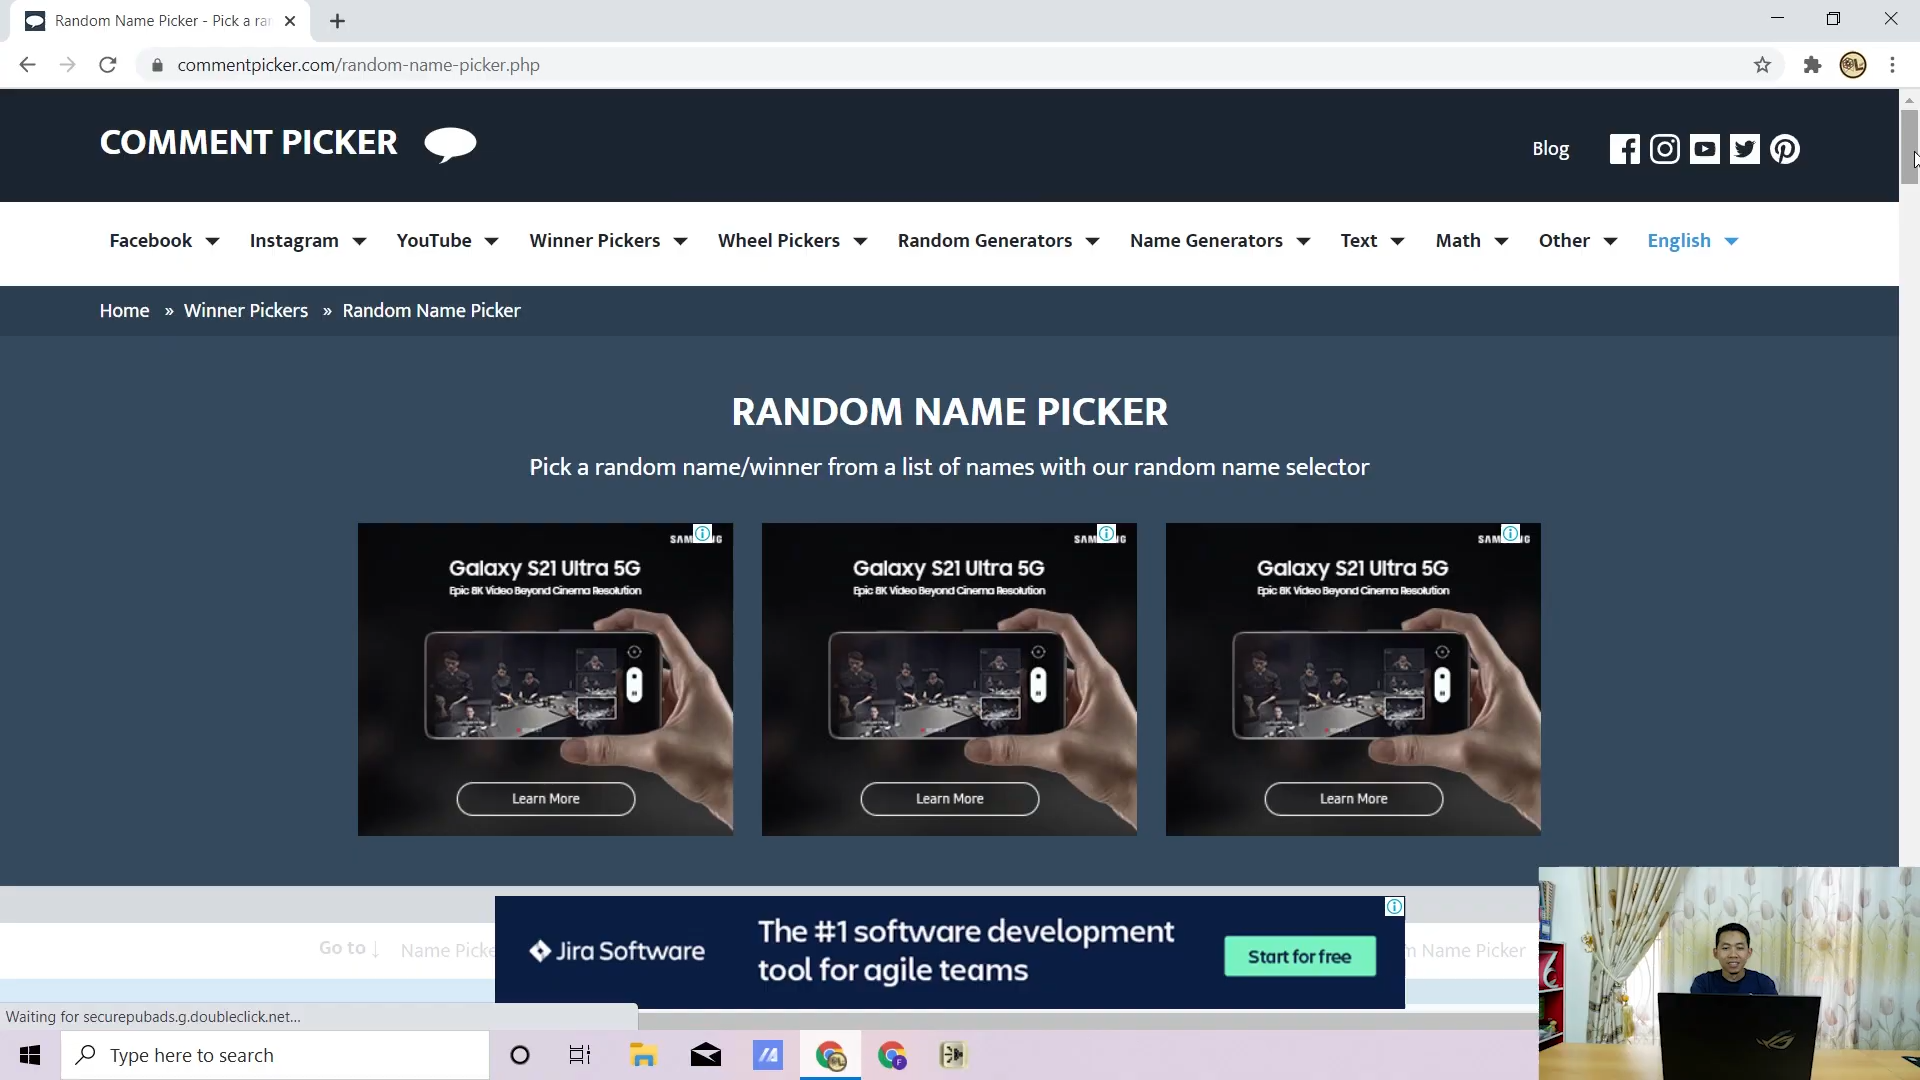 Random Name Picker - Pick a ra
commentpicker.com/random-name-picker.php
COMMENT PICKER
Blog
Facebook
Instagram
YouTube
Winner Pickers
Wheel Pickers
Random Generators
Name Generators
Text
Math
Other
English
Home » Winner Pickers » Random Name Picker
RANDOM NAME PICKER
Pick a random name/winner from a list of names with our random name selector
Galaxy S21 Ultra 5G
Epic 8K Video Beyond Cinema Resolution
Learn More
Galaxy S21 Ultra 5G
Epic 8K Video Beyond Cinema Resolution
Learn More
Galaxy S21 Ultra 5G
Epic 8K Video Beyond Cinema Resolution
Learn More
Go to ↓ Name Picke
m Name Picker
Jira Software
The #1 software development
tool for agile teams
Start for free
Waiting for securepubads.g.doubleclick.net...
Type here to search